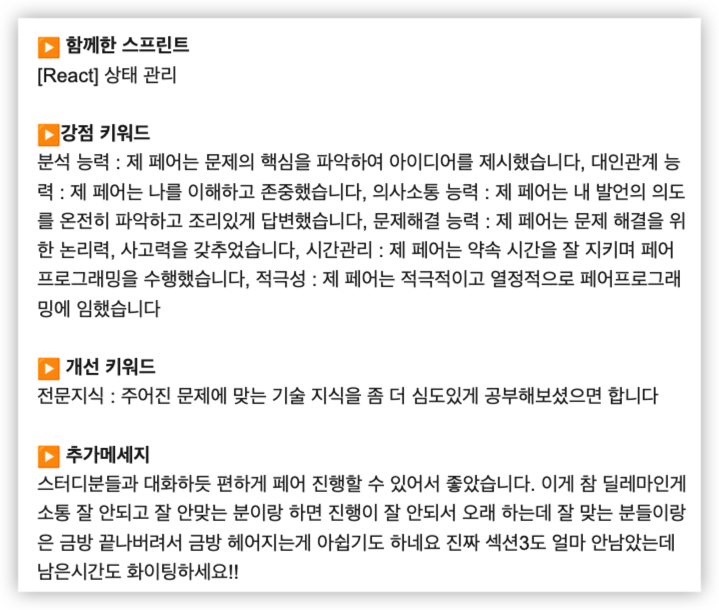 ▶️ 함께한 스프린트
[React] 상태 관리
▶️강점 키워드
분석 능력 : 제 페어는 문제의 핵심을 파악하여 아이디어를 제시했습니다, 대인관계 능
력 : 제 페어는 나를 이해하고 존중했습니다, 의사소통 능력 : 제 페어는 내 발언의 의도
를 온전히 파악하고 조리있게 답변했습니다, 문제해결 능력 : 제 페어는 문제 해결을 위
한 논리력, 사고력을 갖추었습니다, 시간관리 : 제 페어는 약속 시간을 잘 지키며 페어
프로그래밍을 수행했습니다, 적극성 : 제 페어는 적극적이고 열정적으로 페어프로그래
밍에 임했습니다
▶️ 개선 키워드
전문지식 : 주어진 문제에 맞는 기술 지식을 좀 더 심도있게 공부해보셨으면 합니다
▶️ 추가메세지
스터디분들과 대화하듯 편하게 페어 진행할 수 있어서 좋았습니다. 이게 참 딜레마인게
소통 잘 안되고 잘 안맞는 분이랑 하면 진행이 잘 안되서 오래 하는데 잘 맞는 분들이랑
은 금방 끝나버려서 금방 헤어지는게 아쉽기도 하네요 진짜 섹션3도 얼마 안남았는데
남은시간도 화이팅하세요!!